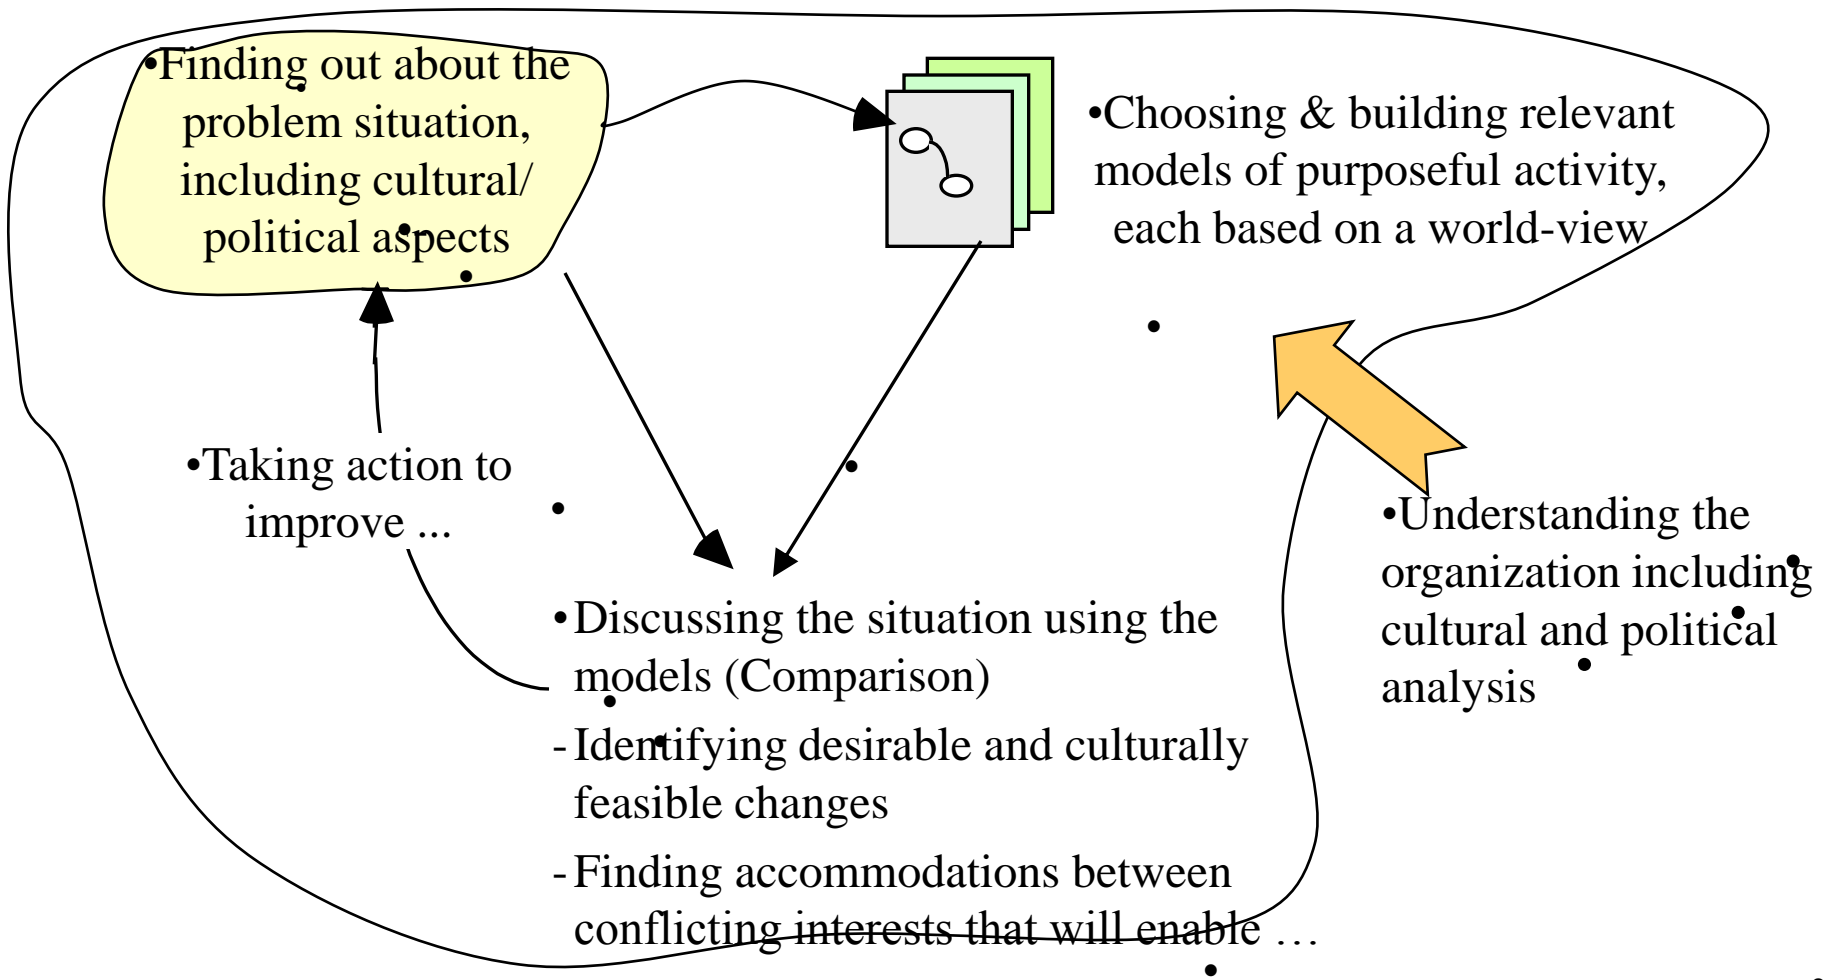 •Finding out about the
problem situation,
including cultural/
political aspects
•Choosing & building relevant
models of purposeful activity,
each based on a world-view
•Taking action to
improve ...
•Understanding the
organization including
cultural and political
analysis
•Discussing the situation using the
models (Comparison)
-Identifying desirable and culturally
feasible changes
-Finding accommodations between
conflicting interests that will enable …